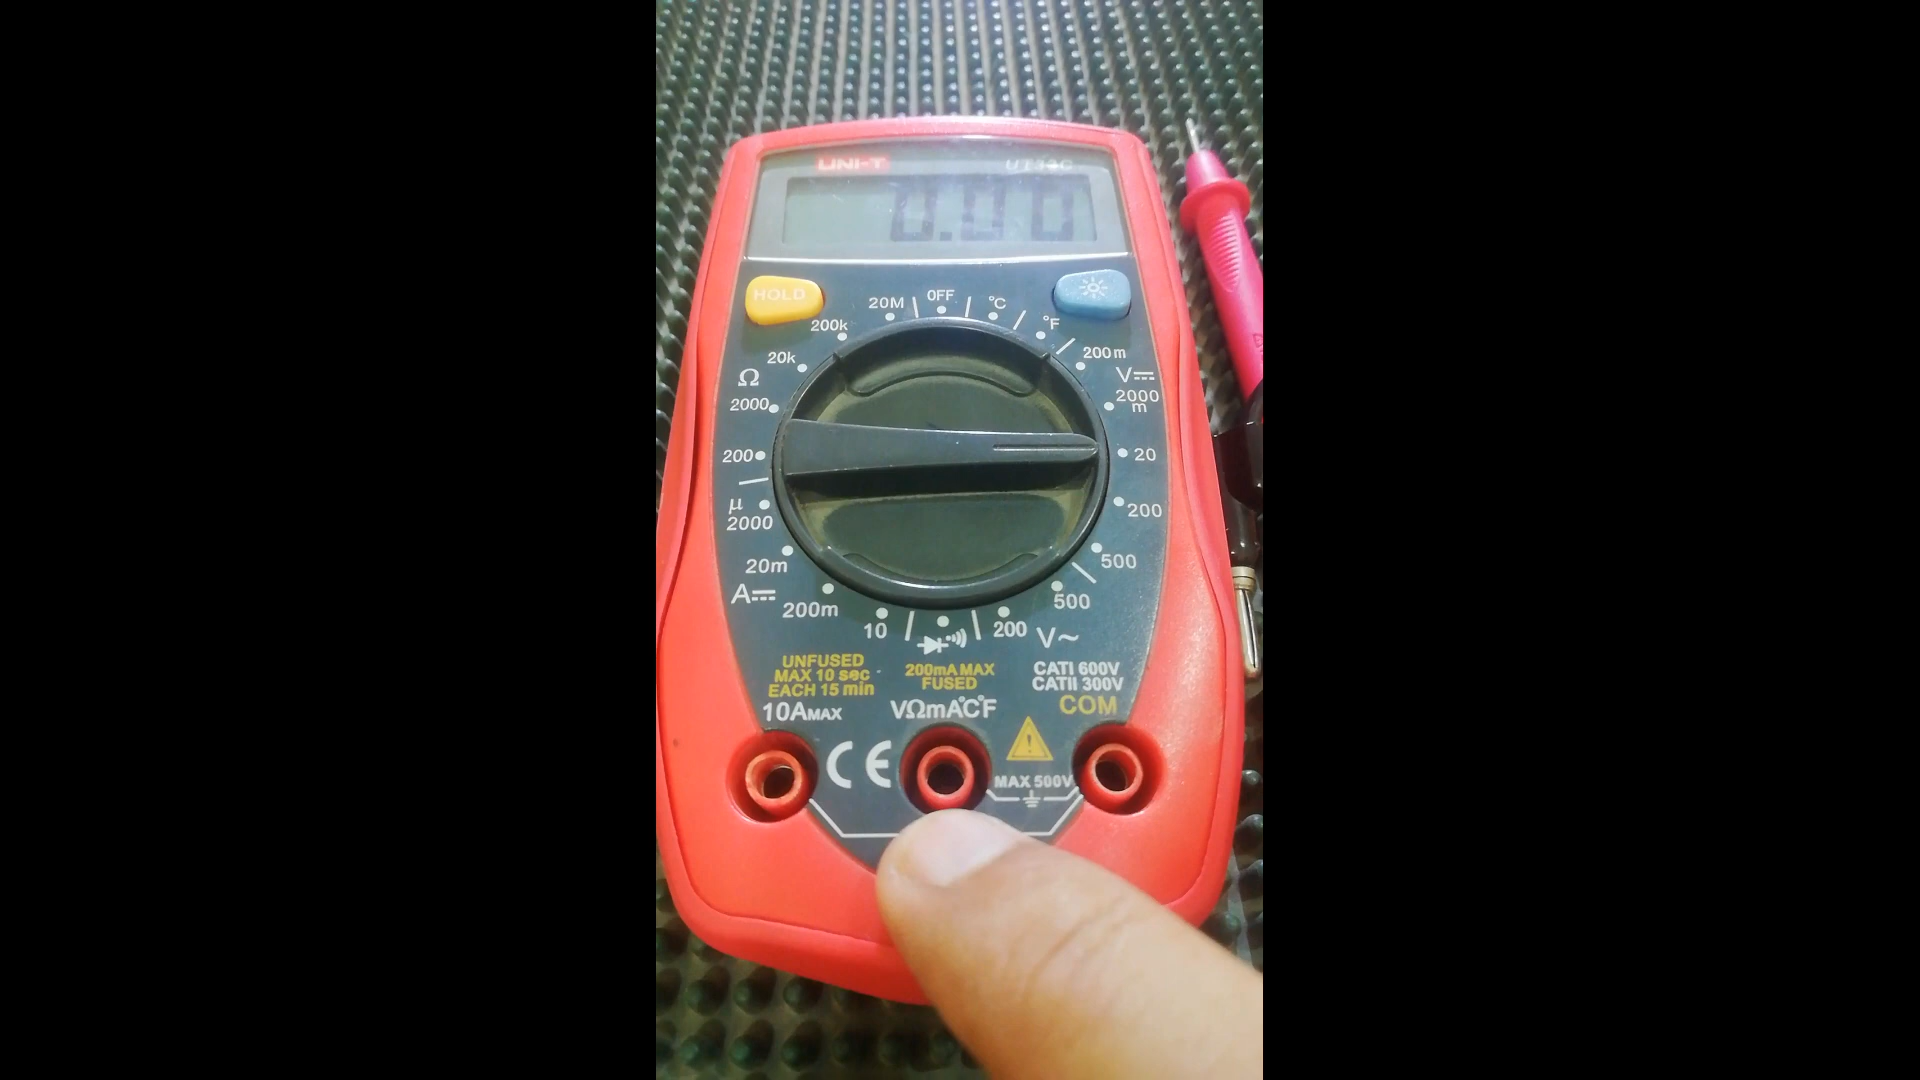 UNI-T
UT33C
0.00
HOLD
OFF
20M
°C
200k
°F
20k
200m
Ω
V
2000
2000
m
200
20
μ
2000
200
20m
500
A
200m
500
10
200
V~
UNFUSED
MAX 10 sec
EACH 15 min
200mA MAX
FUSED
CATI 600V
CATII 300V
10AMAX
VΩmA°C°F
COM
CE
MAX 500V